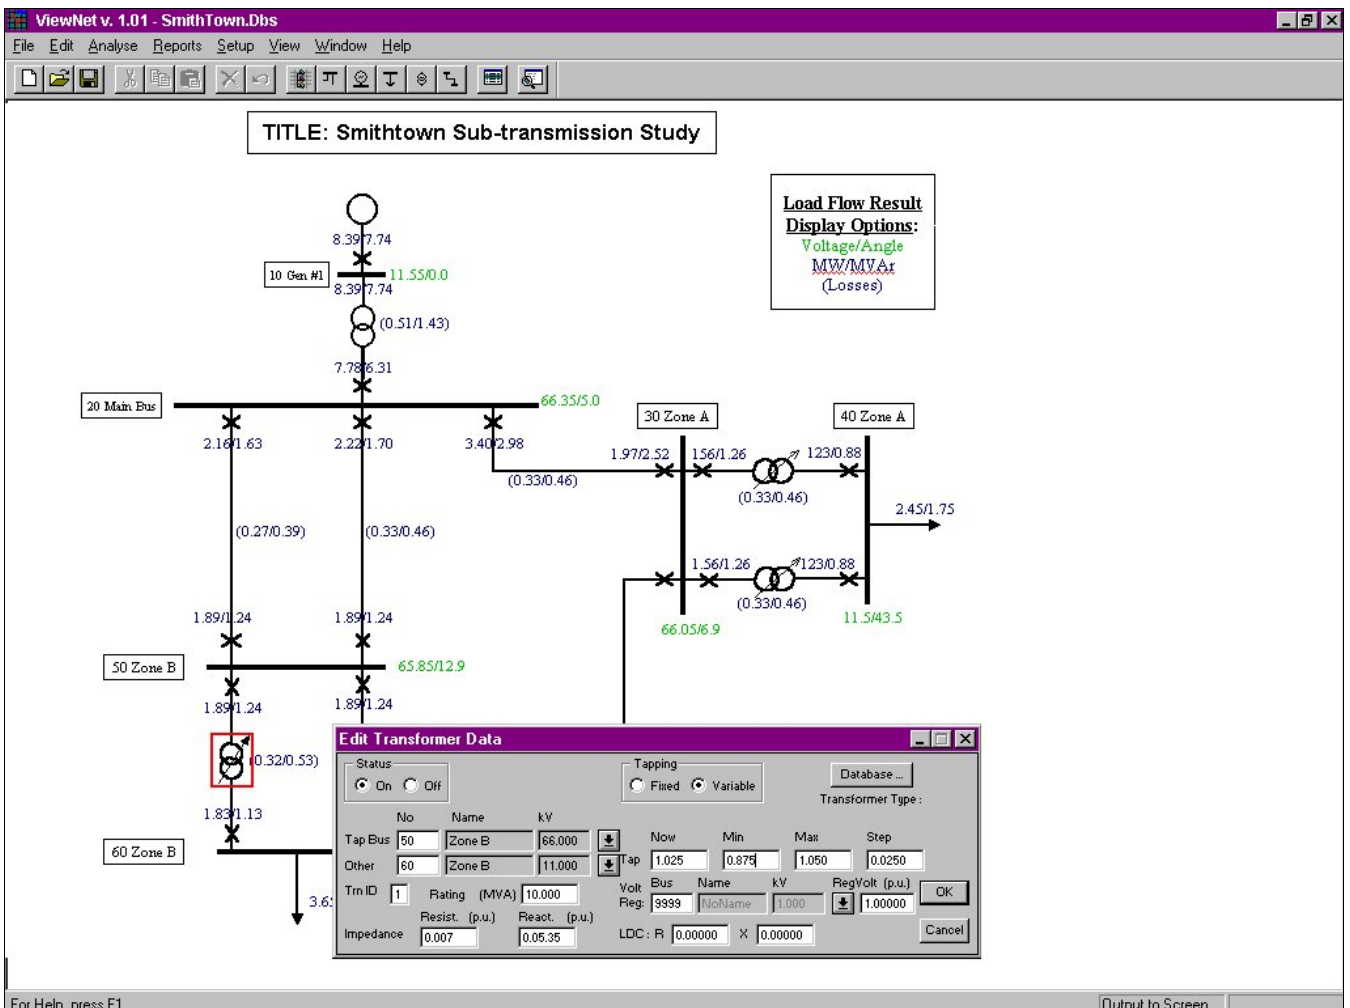 ViewNet v. 1.01 - SmithTown.Dbs
File Edit Analyse Reports Setup View Window Help
TITLE: Smithtown Sub-transmission Study
Load Flow Result
Display Options:
Voltage/Angle
MW/MVAr
(Losses)
8.39/7.74
10 Gen #1
11.55/0.0
8.39/7.74
(0.51/1.43)
7.78/6.31
20 Main Bus
66.35/5.0
30 Zone A
40 Zone A
2.16/1.63
2.22/1.70
3.40/2.98
1.97/2.52
156/1.26
123/0.88
(0.33/0.46)
(0.33/0.46)
2.45/1.75
(0.27/0.39)
(0.33/0.46)
1.56/1.26
123/0.88
(0.33/0.46)
1.89/1.24
1.89/1.24
66.05/6.9
11.5/43.5
50 Zone B
65.85/12.9
1.89/1.24
1.89/1.24
(0.32/0.53)
1.83/1.13
60 Zone B
Edit Transformer Data
Status
On Off
Tapping
Fixed Variable
Database ...
Transformer Type :
No Name kV
Tap Bus 50 Zone B 66.000
Other 60 Zone B 11.000
Now Min Max Step
Tap 1.025 0.875 1.050 0.0250
Trn ID 1 Rating (MVA) 10.000
Bus Name kV RegVolt (p.u.)
Volt Reg: 9999 NoName 1.000 1.00000
OK
Resist. (p.u.) React. (p.u.)
Impedance 0.007 0.05.35
LDC : R 0.00000 X 0.00000
Cancel
For Help, press F1
Output to Screen